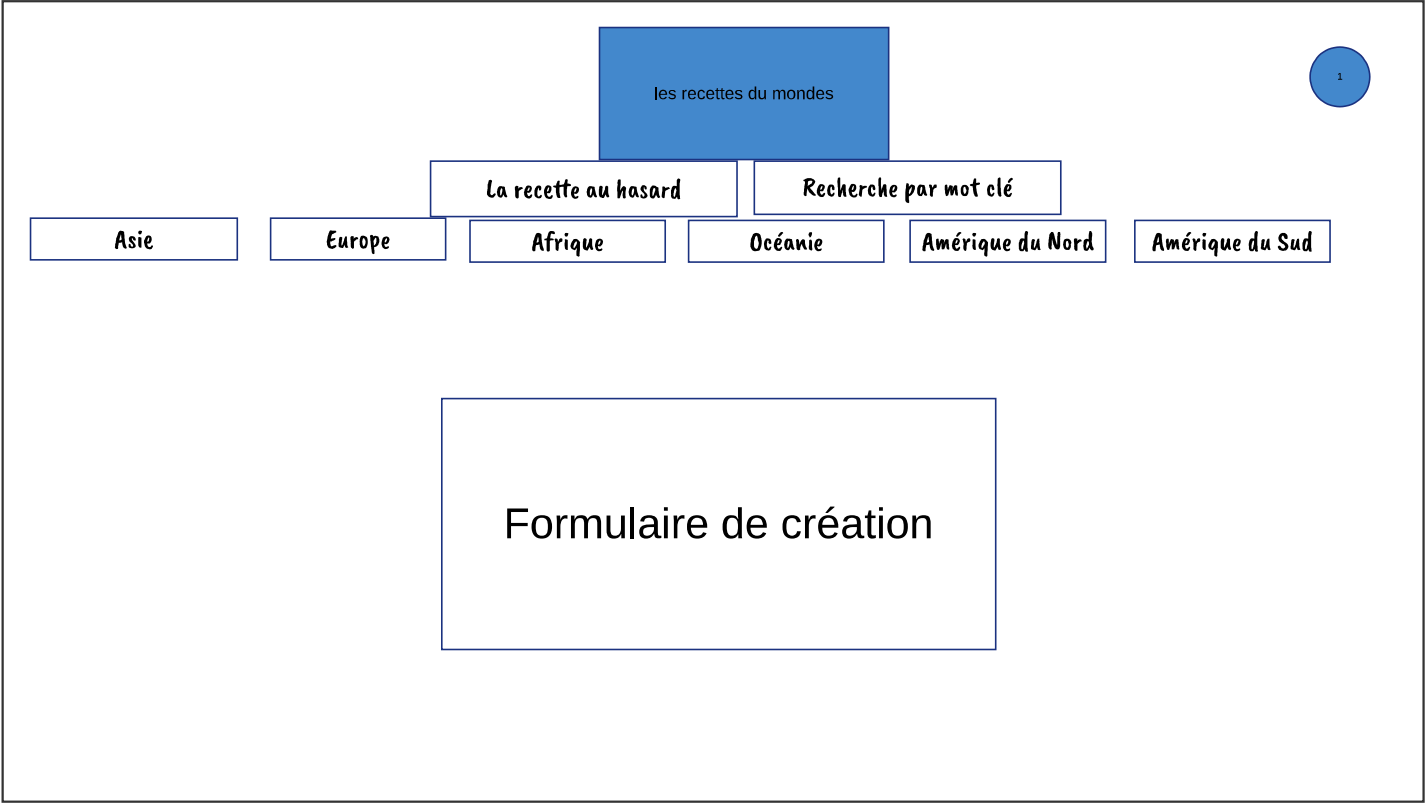 les recettes du mondes
1
La recette au hasard
Recherche par mot clé
Asie
Europe
Afrique
Océanie
Amérique du Nord
Amérique du Sud
Formulaire de création